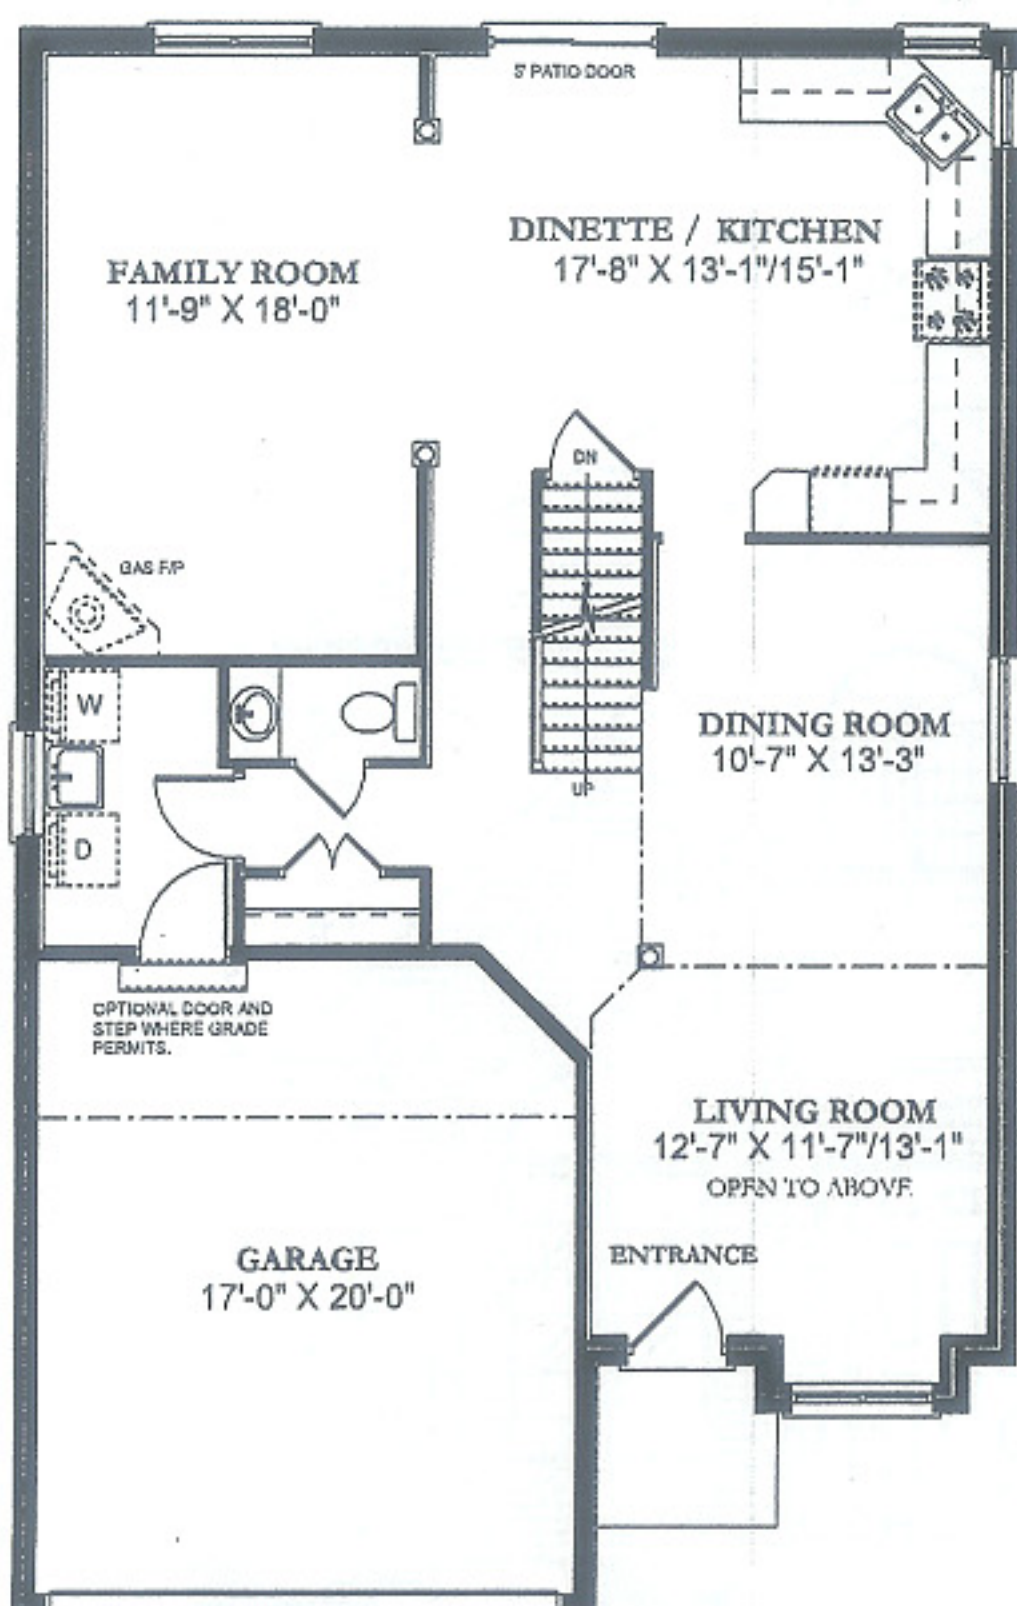 5' PATIO DOOR
DINETTE / KITCHEN
17'-8" X 13'-1"/15'-1"
FAMILY ROOM
11'-9" X 18'-0"
DN
GAS F/P
W
DINING ROOM
10'-7" X 13'-3"
UP
D
OPTIONAL DOOR AND
STEP WHERE GRADE
PERMITS.
LIVING ROOM
12'-7" X 11'-7"/13'-1"
OPEN TO ABOVE
ENTRANCE
GARAGE
17'-0" X 20'-0"